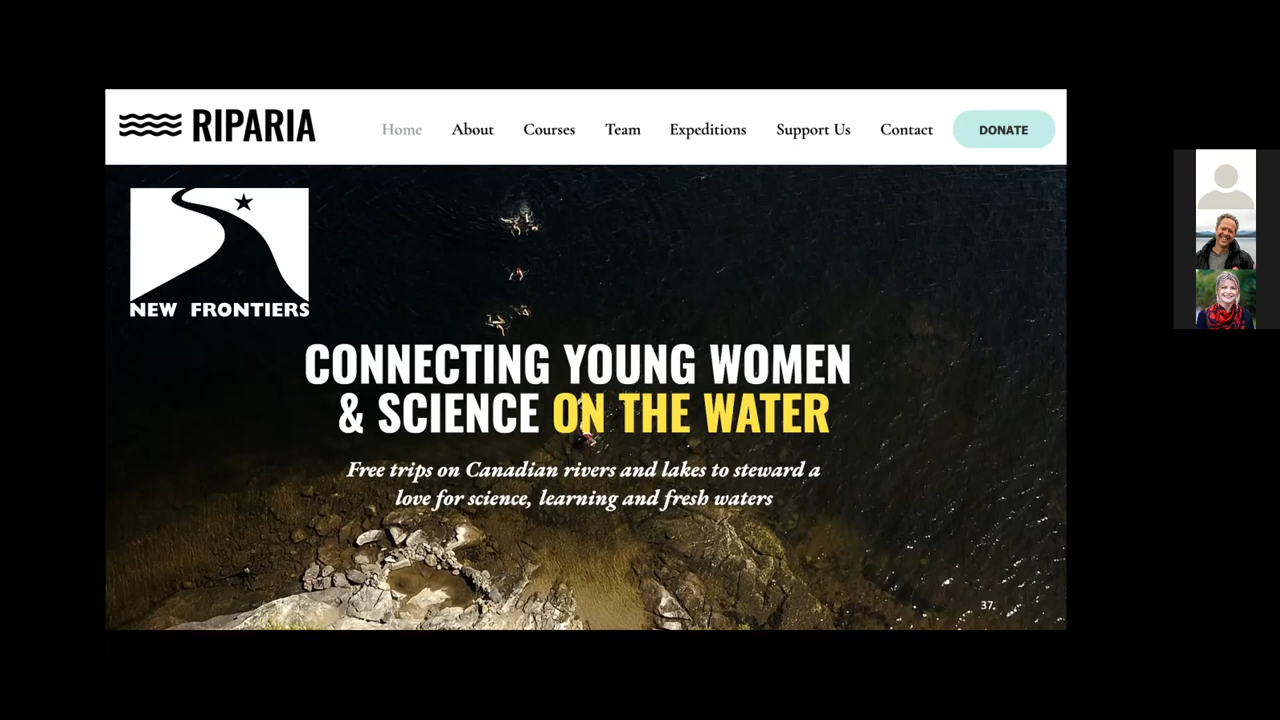 RIPARIA
Home About Courses Team Expeditions Support Us Contact DONATE
NEW FRONTIERS
CONNECTING YOUNG WOMEN
& SCIENCE ON THE WATER
Free trips on Canadian rivers and lakes to steward a
love for science, learning and fresh waters
37